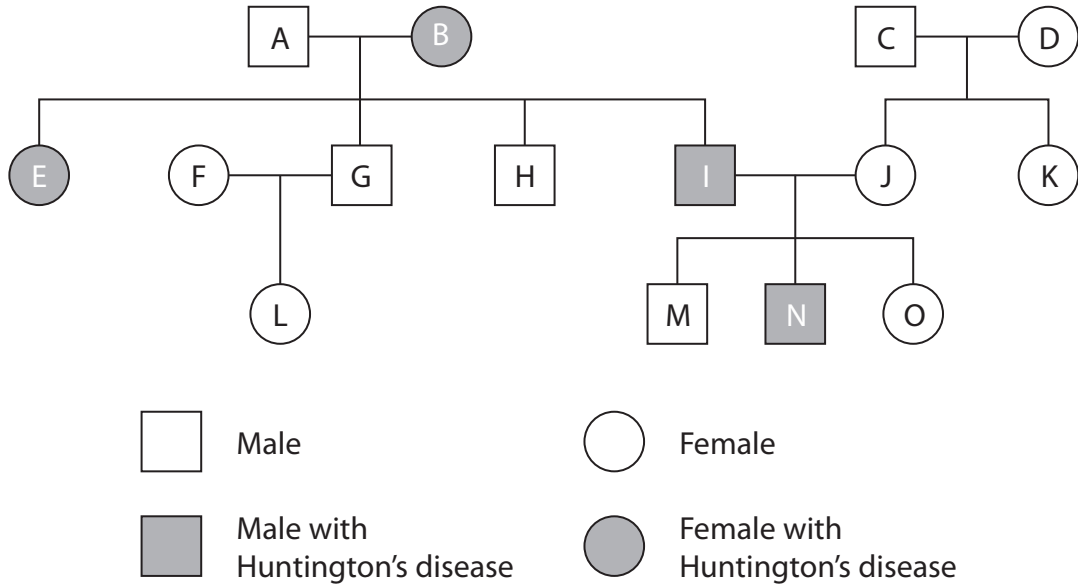 A B C D
E F G H I J K
L M N O
Male Female
Male with Female with
Huntington's disease Huntington's disease